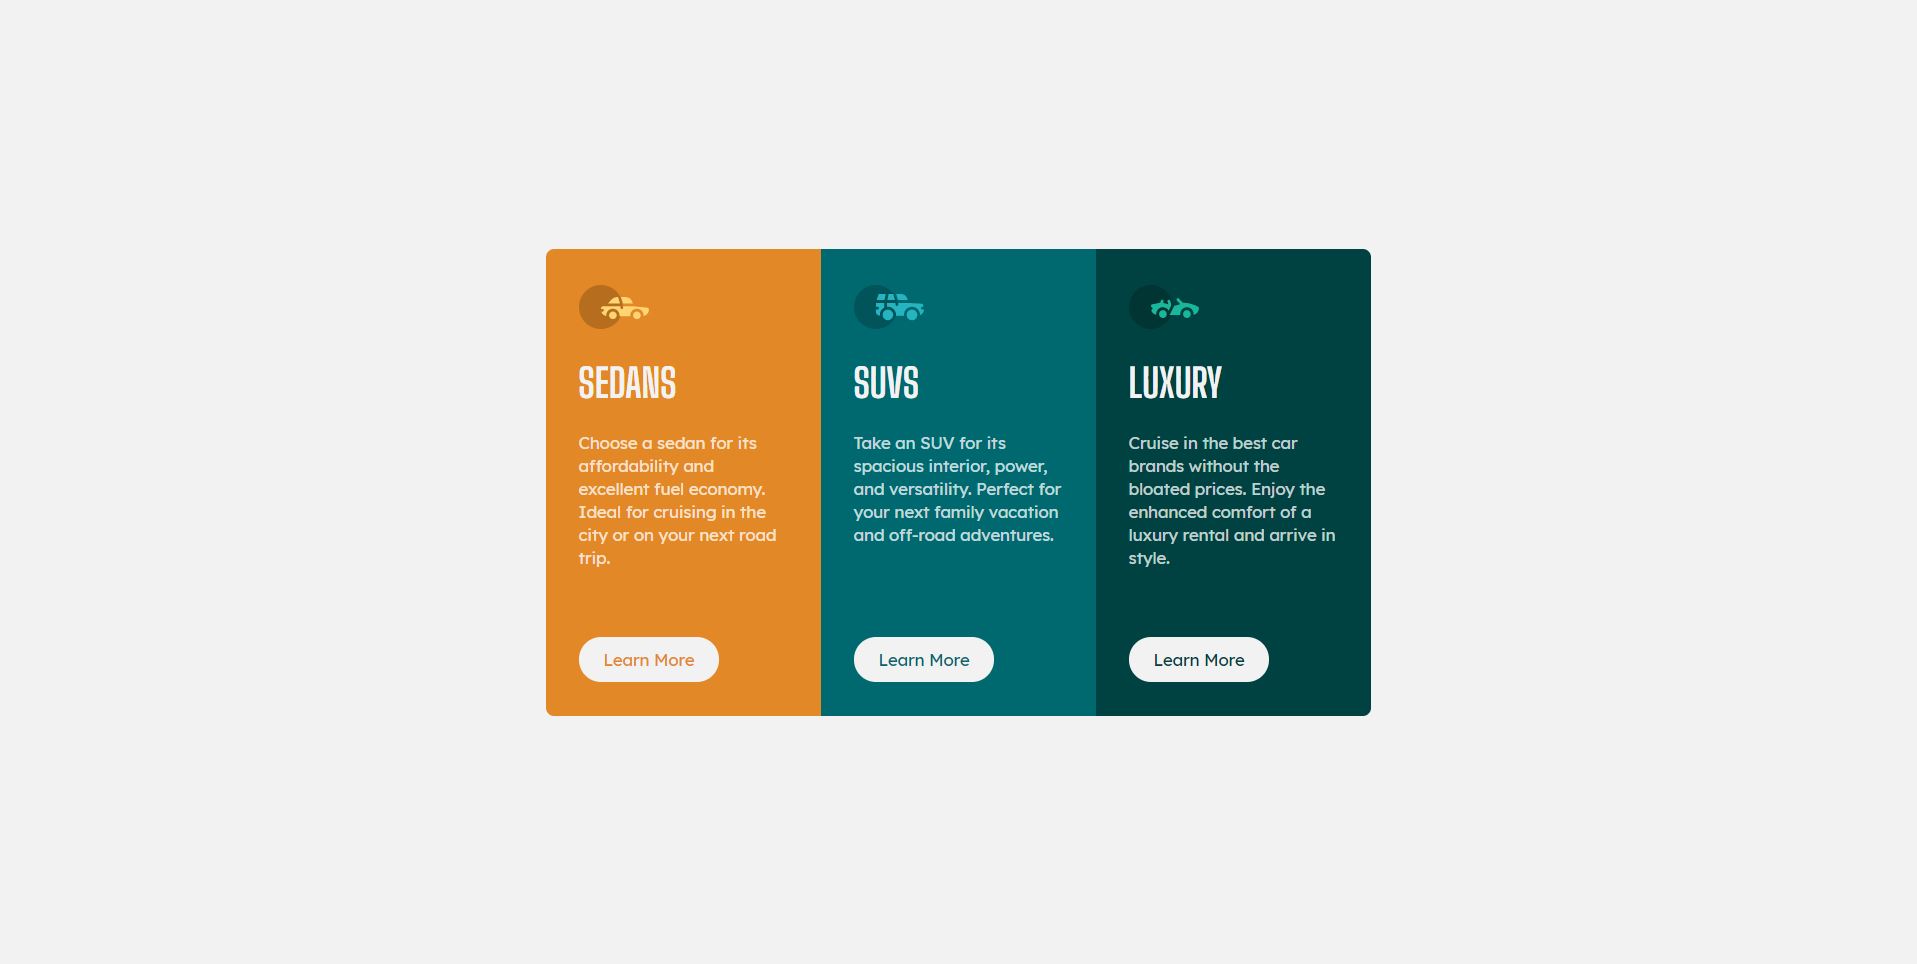 SEDANS
Choose a sedan for its
affordability and
excellent fuel economy.
Ideal for cruising in the
city or on your next road
trip.
Learn More
SUVS
Take an SUV for its
spacious interior, power,
and versatility. Perfect for
your next family vacation
and off-road adventures.
Learn More
LUXURY
Cruise in the best car
brands without the
bloated prices. Enjoy the
enhanced comfort of a
luxury rental and arrive in
style.
Learn More